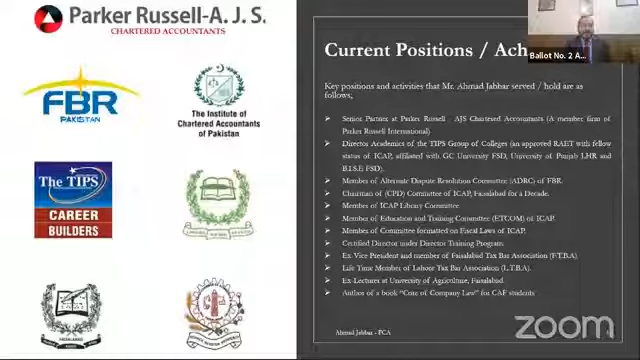 Parker Russell-A. J. S.
CHARTERED ACCOUNTANTS
FBR
PAKISTAN
The Institute of
Chartered Accountants
of Pakistan
The TIPS
CAREER
BUILDERS
Current Positions / Ach
Ballot No. 2 A...
Key positions and activities that Mr. Ahmad Jabbar served / hold are as
follows;
Senior Partner at Parker Russell – AJS Chartered Accountants (A member firm of
Parker Russell International)
Director Academics of the TIPS Group of Colleges (an approved RAET with fellow
status of ICAP, affiliated with GC University FSD, University of Punjab LHR and
B.I.S.E FSD).
Member of Alternate Dispute Resolution Committee (ADRC) of FBR.
Chairman of (CPD) Committee of ICAP, Faisalabad for a Decade.
Member of ICAP Library Committee.
Member of Education and Training Committee (ETCOM) of ICAP.
Member of Committee formatted on Fiscal Laws of ICAP.
Certified Director under Director Training Program.
Ex-Vice President and member of Faisalabad Tax Bar Association (F.T.B.A).
Life Time Member of Lahore Tax Bar Association (L.T.B.A).
Ex-Lecturer at University of Agriculture, Faisalabad.
Author of a book "Core of Company Law" for CAF students
Ahmad Jabbar - FCA
zoom